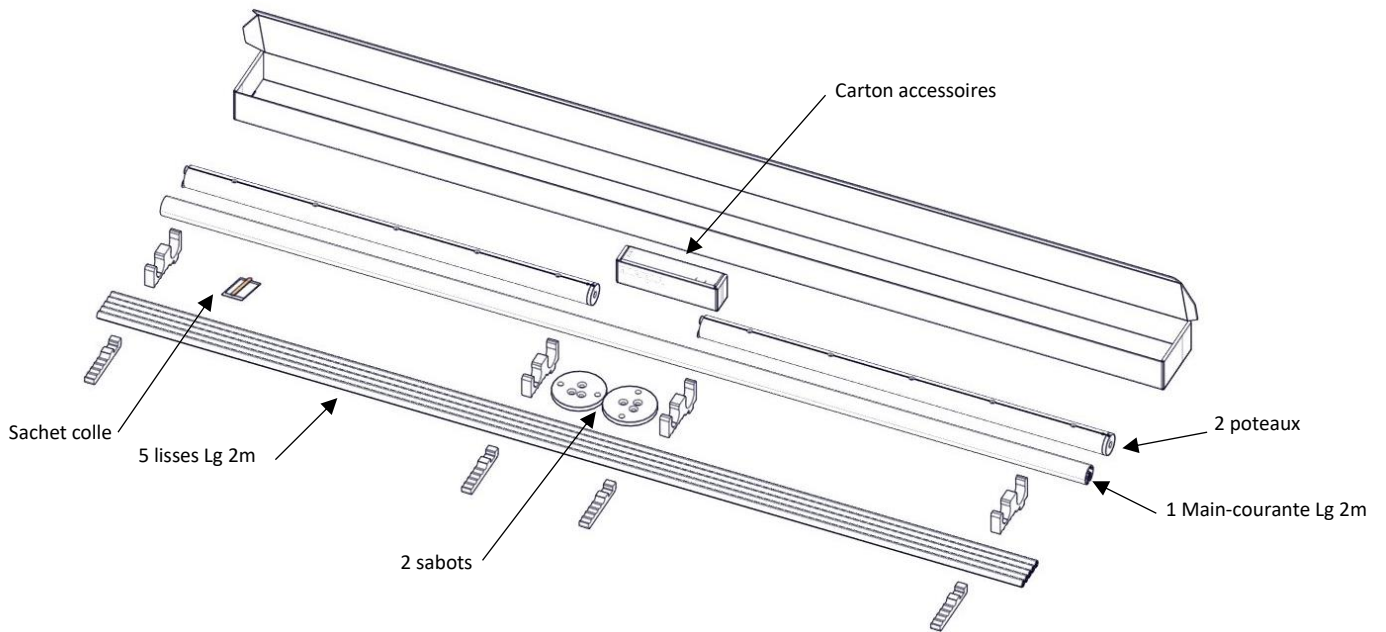 Carton accessoires
2 poteaux
Sachet colle
5 lisses Lg 2m
1 Main-courante Lg 2m
2 sabots